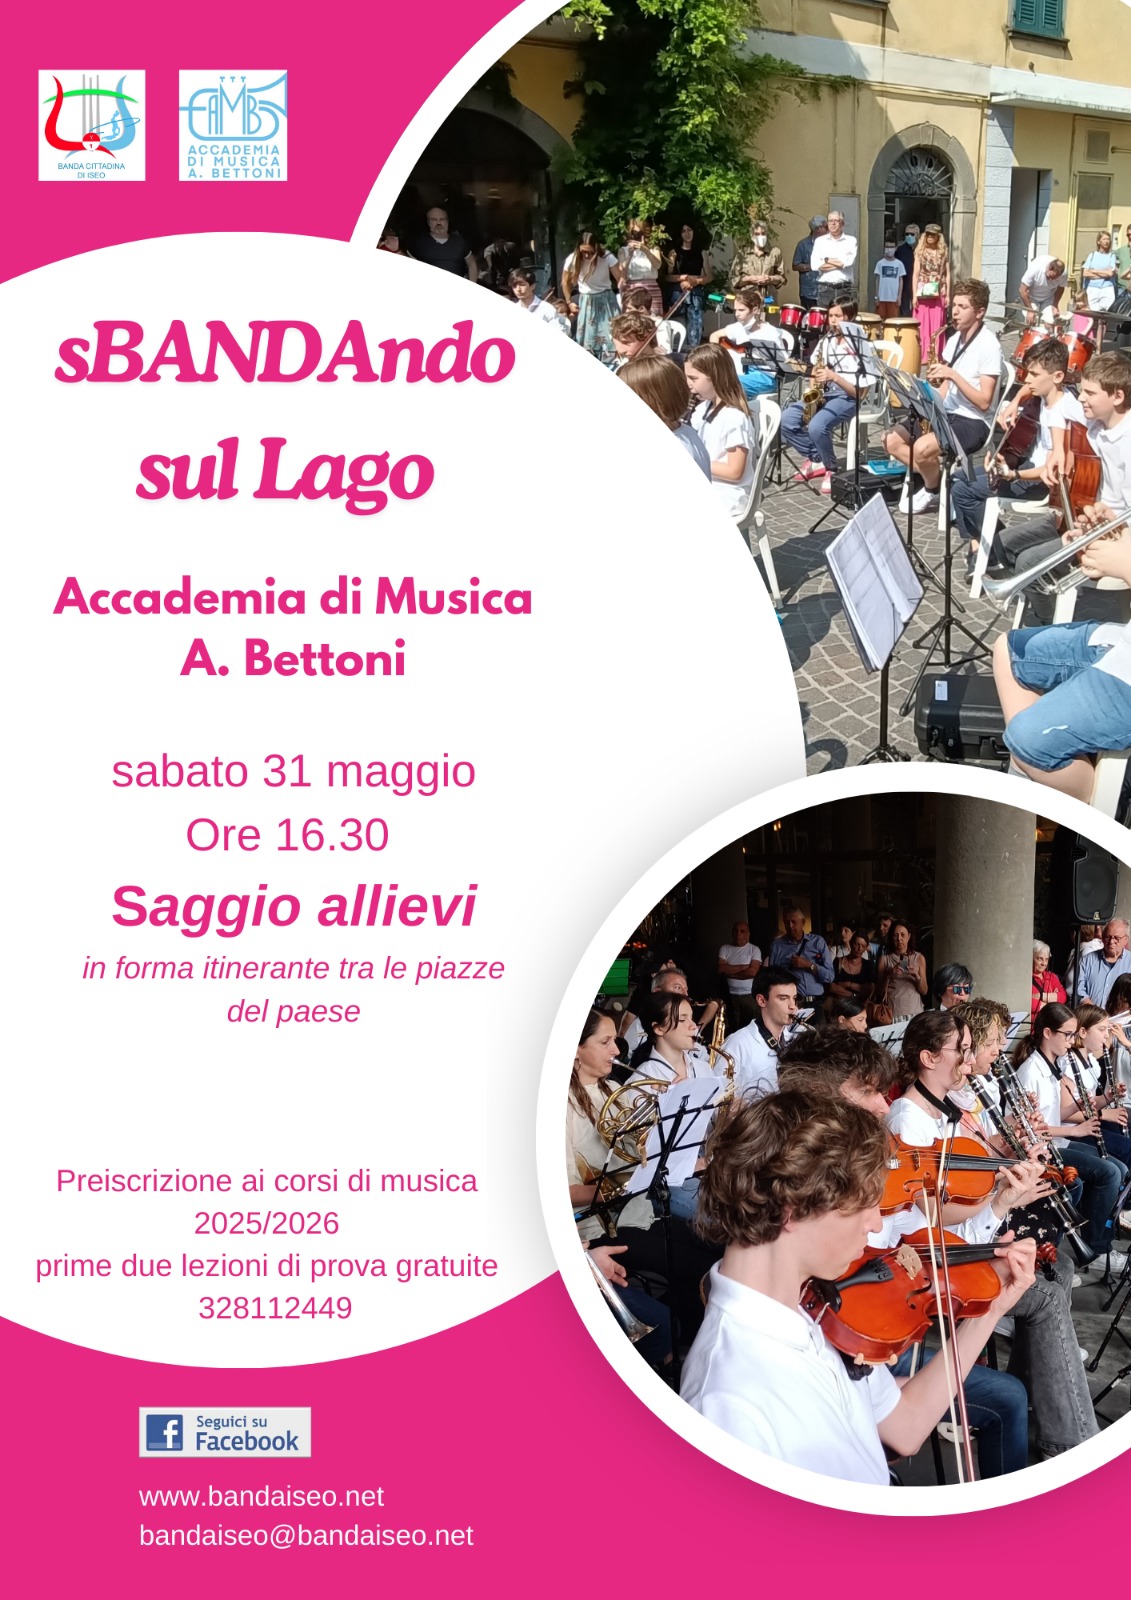 BANDA CITTADINA
DI ISEO
AMB
ACCADEMIA
DI MUSICA
A. BETTONI
sBANDAndo
sul Lago
Accademia di Musica
A. Bettoni
sabato 31 maggio
Ore 16.30
Saggio allievi
in forma itinerante tra le piazze
del paese
Preiscrizione ai corsi di musica
2025/2026
prime due lezioni di prova gratuite
328112449
Seguici su
Facebook
www.bandaiseo.net
bandaiseo@bandaiseo.net